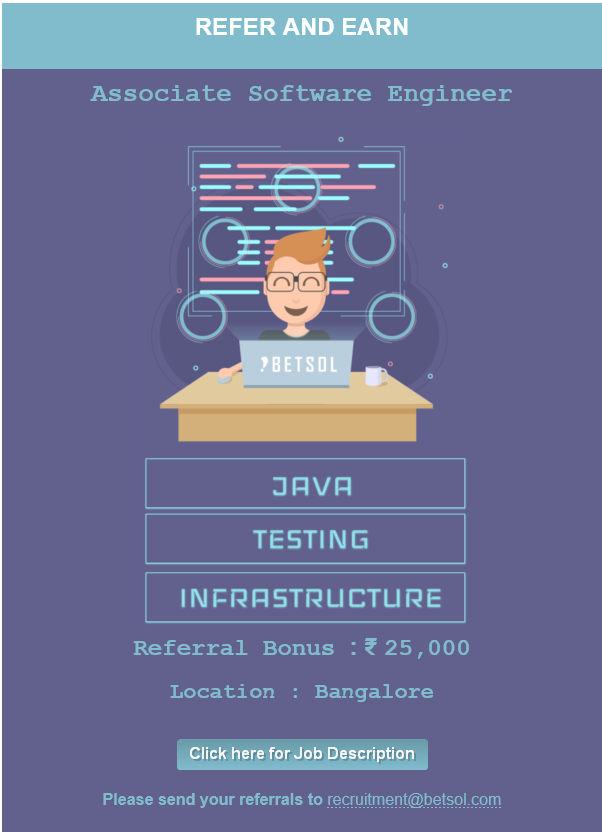 REFER AND EARN
Associate Software Engineer
BETSOL
JAVA
TESTING
INFRASTRUCTURE
Referral Bonus : ₹ 25,000
Location : Bangalore
Click here for Job Description
Please send your referrals to recruitment@betsol.com